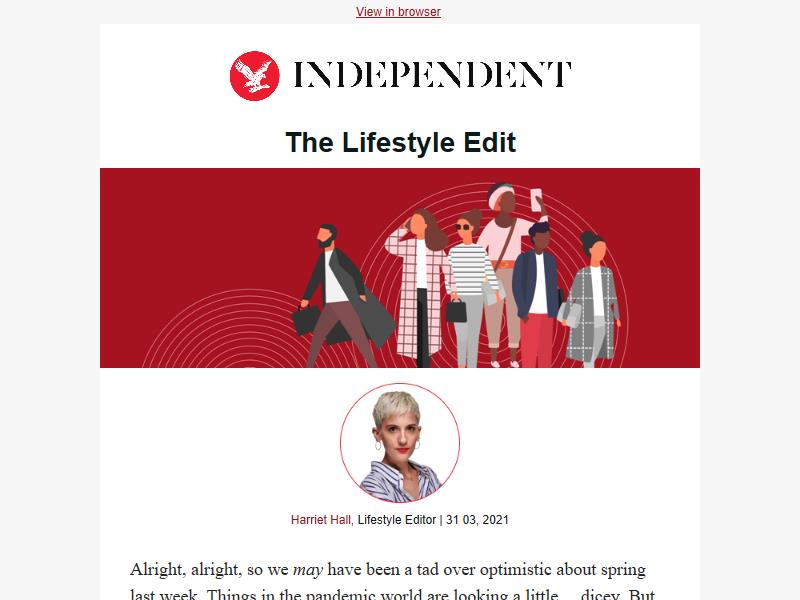 View in browser
INDEPENDENT
The Lifestyle Edit
Harriet Hall, Lifestyle Editor | 31 03, 2021
Alright, alright, so we may have been a tad over optimistic about spring
last week. Things in the pandemic world are looking a little… dicey. But